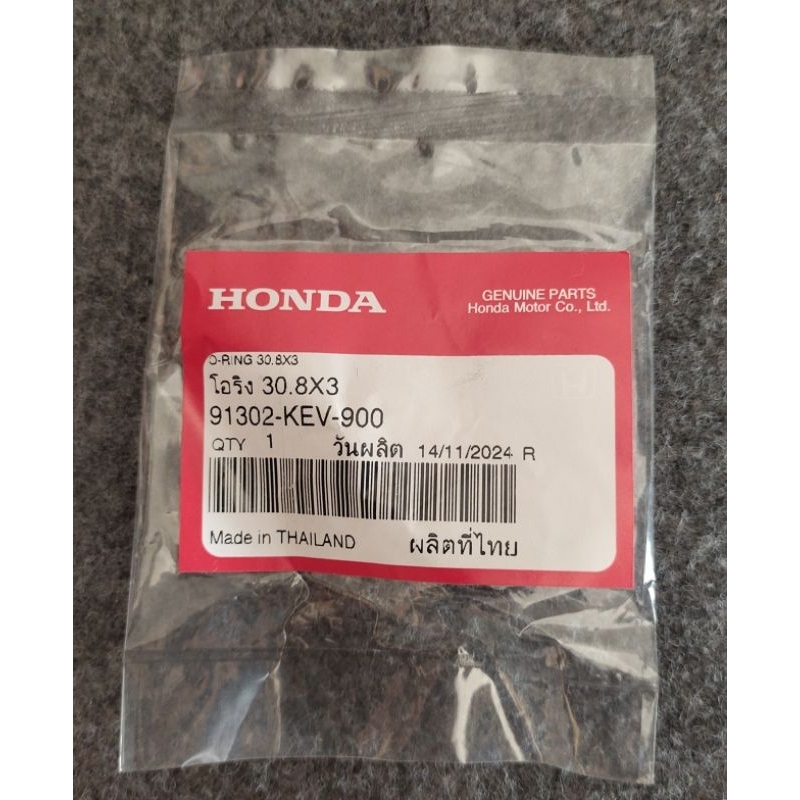 HONDA
GENUINE PARTS
Honda Motor Co., Ltd.
O-RING 30.8X3
โอริง 30.8X3
91302-KEV-900
QTY 1 วันผลิต 14/11/2024 R
Made in THAILAND ผลิตที่ไทย